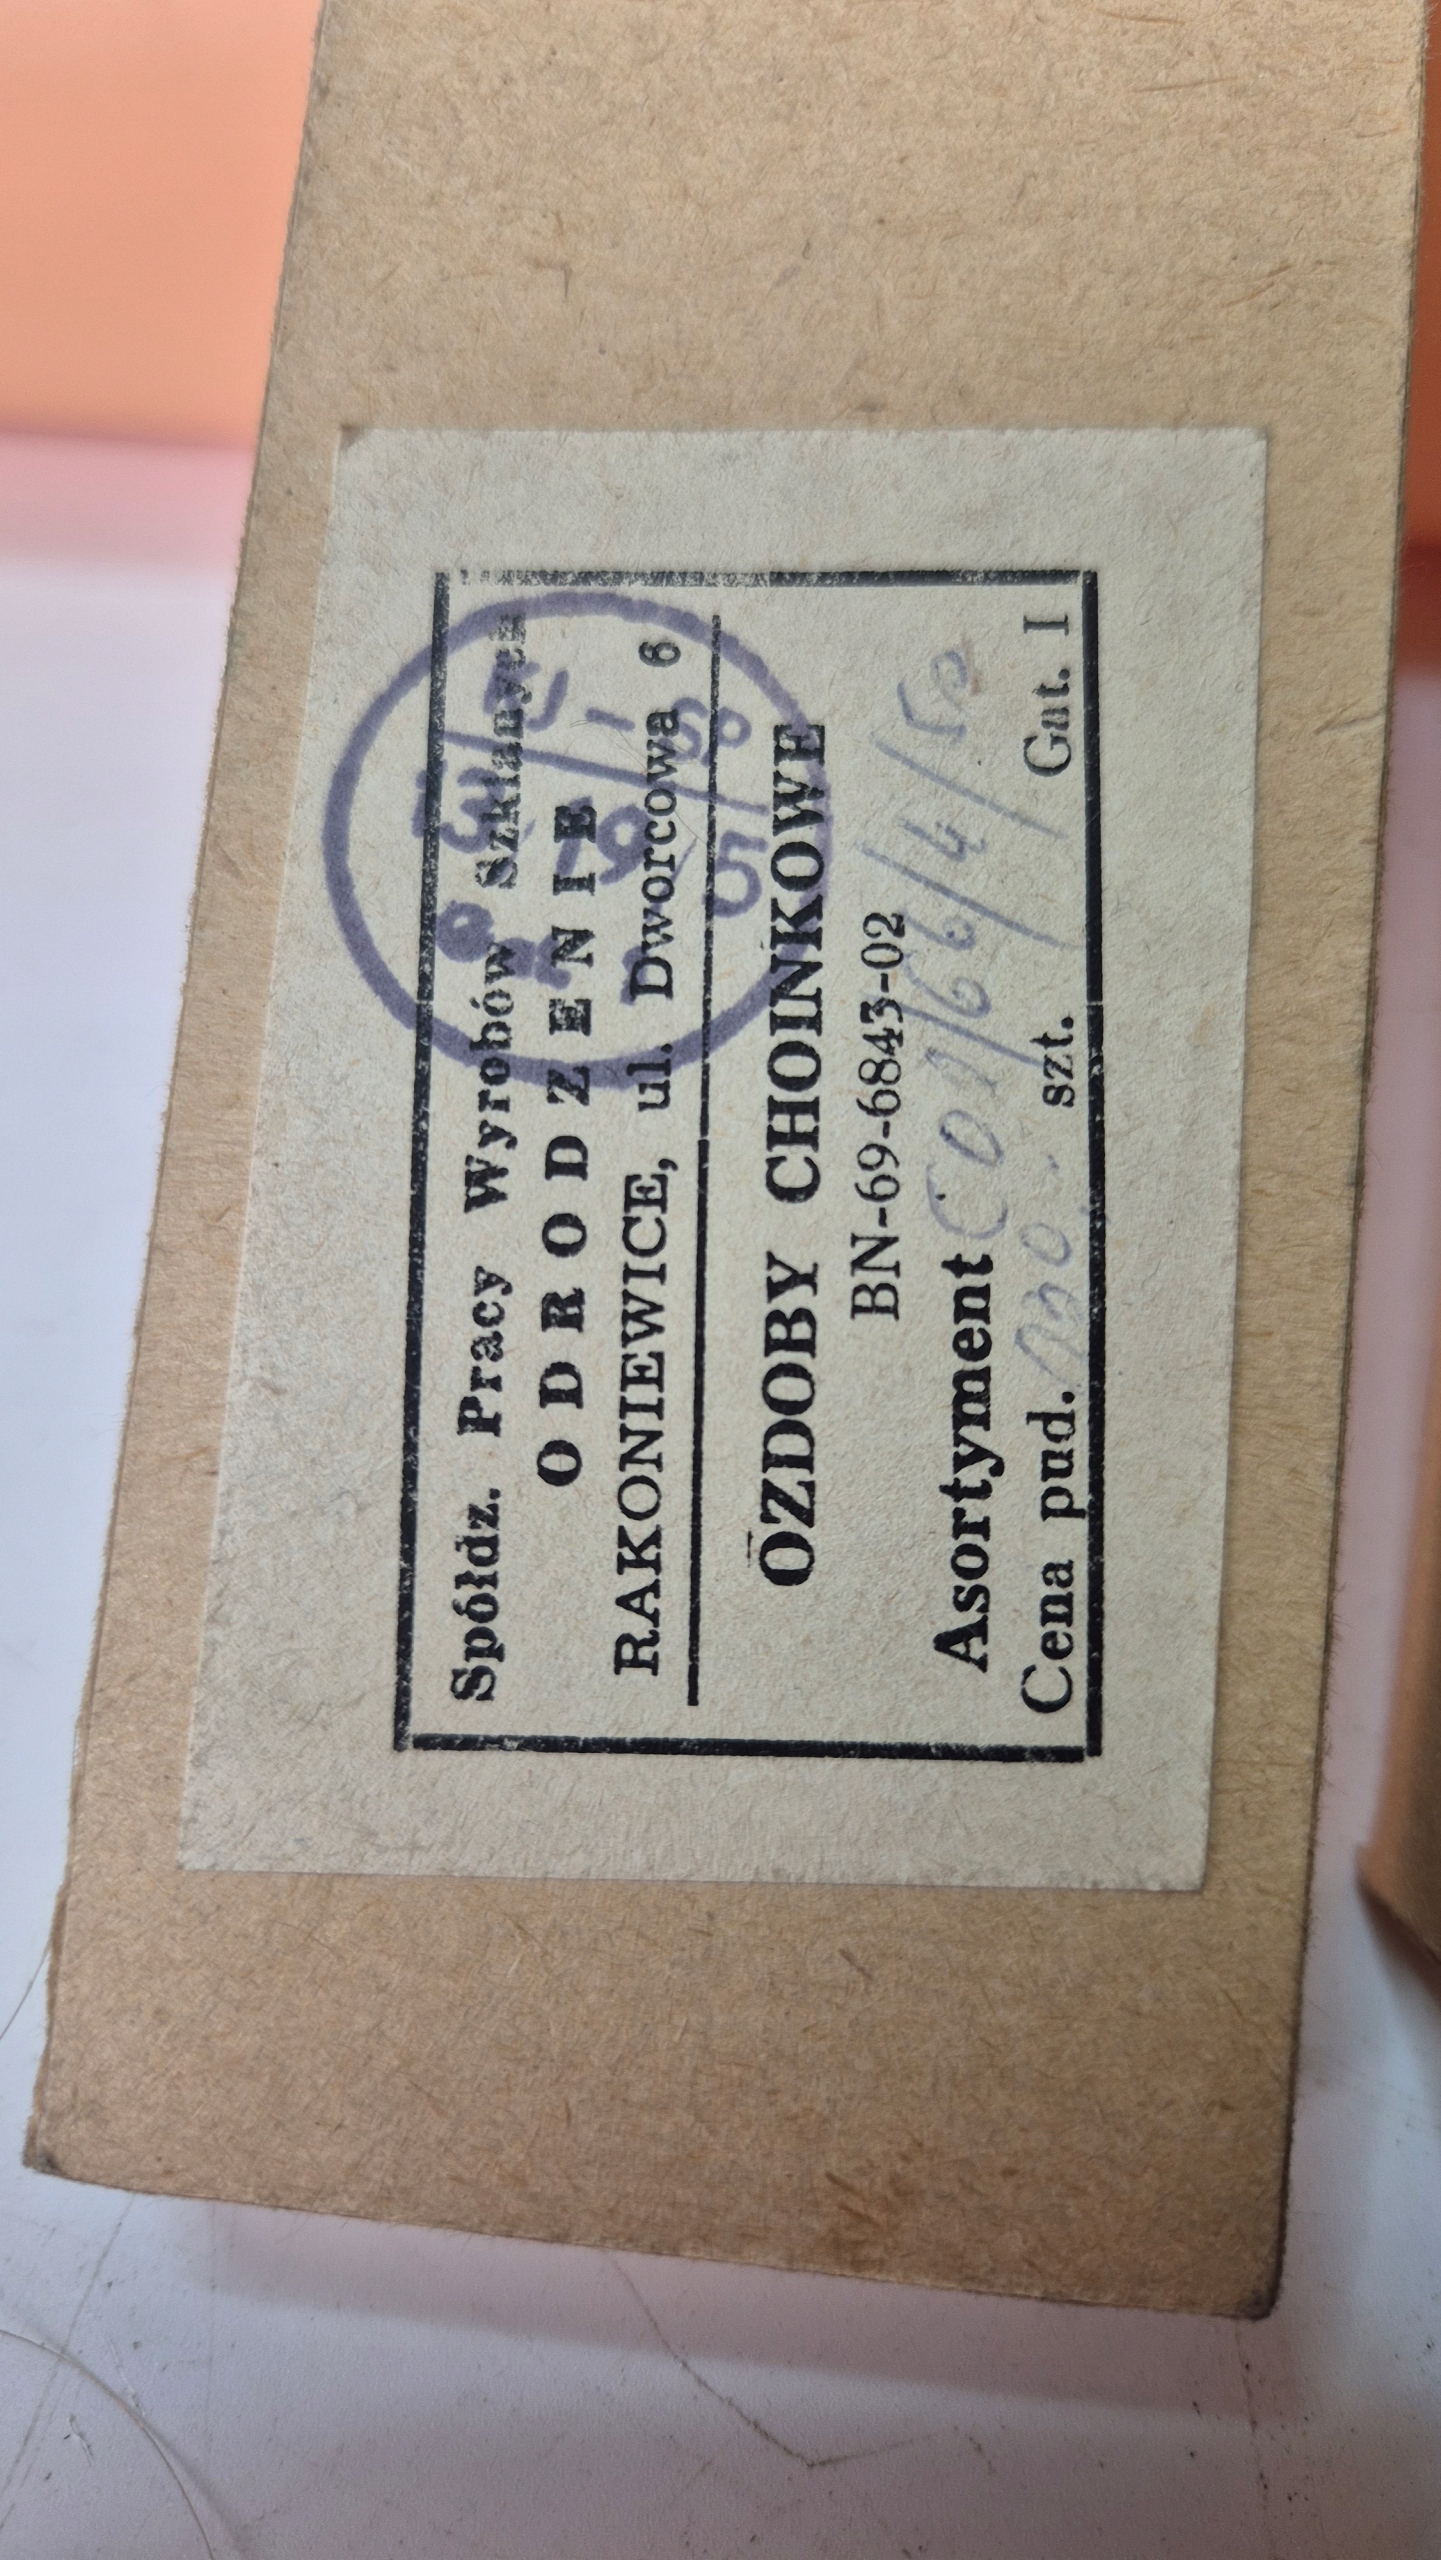 Spółdz. Pracy Wyrobów Szklanych
ODRODZENIE
RAKONIEWICE, ul. Dworcowa 6
OZDOBY CHOINKOWE
BN-69-6843-02
Asortyment
Cena pud. szt. Gat. I